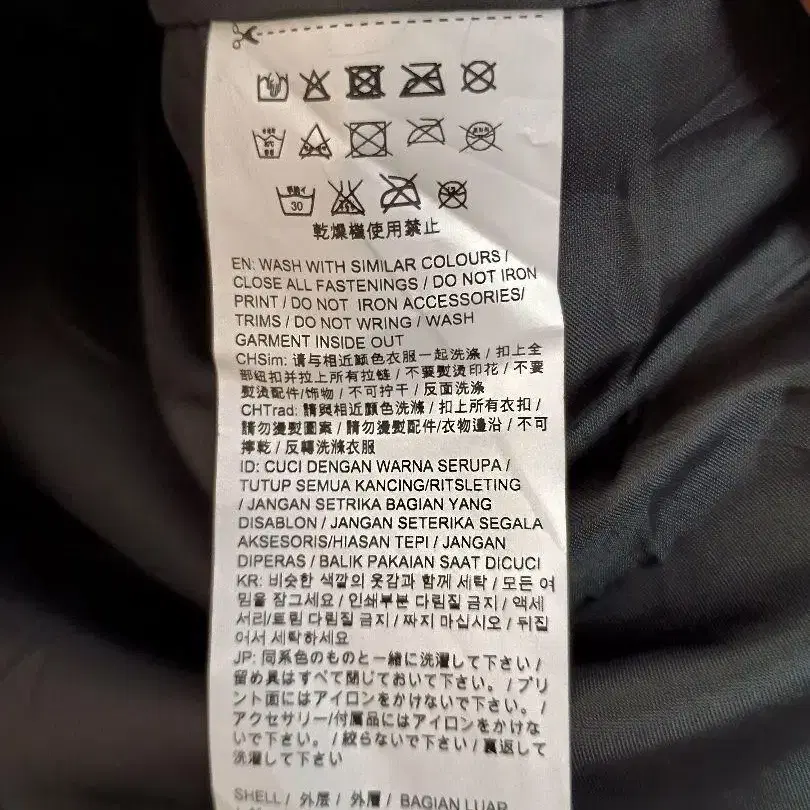 30
乾燥機使用禁止
EN: WASH WITH SIMILAR COLOURS /
CLOSE ALL FASTENINGS / DO NOT IRON
PRINT / DO NOT IRON ACCESSORIES/
TRIMS / DO NOT WRING / WASH
GARMENT INSIDE OUT
CHSim: 请与相近颜色衣服一起洗涤 / 扣上全
部纽扣并拉上所有拉链 / 不要熨烫印花 / 不要
熨烫配件/饰物 / 不可拧干 / 反面洗涤
CHTrad: 請與相近顏色洗滌 / 扣上所有衣扣 /
請勿燙熨圖案 / 請勿燙熨配件/衣物邊沿 / 不可
擰乾 / 反轉洗滌衣服
ID: CUCI DENGAN WARNA SERUPA /
TUTUP SEMUA KANCING/RITSLETING
/ JANGAN SETRIKA BAGIAN YANG
DISABLON / JANGAN SETERIKA SEGALA
AKSESORIS/HIASAN TEPI / JANGAN
DIPERAS / BALIK PAKAIAN SAAT DICUCI
KR: 비슷한 색깔의 옷감과 함께 세탁 / 모든 여
밈을 잠그세요 / 인쇄부분 다림질 금지 / 액세
서리/트림 다림질 금지 / 짜지 마십시오 / 뒤집
어서 세탁하세요
JP: 同系色のものと一緒に洗濯して下さい /
留め具はすべて閉じておいて下さい。 / プリ
ント面にはアイロンをかけないで下さい。 /
アクセサリー/付属品にはアイロンをかけな
いで下さい。 / 絞らないで下さい / 裏返して
洗濯して下さい
SHELL / 外层 / 外層 / BAGIAN LUAR